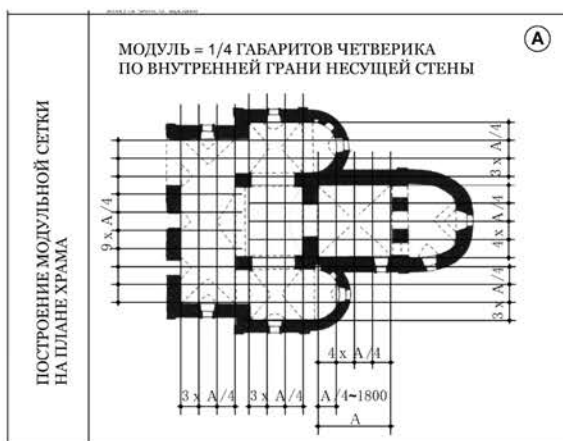 МОДУЛЬ = 1/4 ГАБАРИТОВ ЧЕТВЕРИКА
ПО ВНУТРЕННЕЙ ГРАНИ НЕСУЩЕЙ СТЕНЫ
A
ПОСТРОЕНИЕ МОДУЛЬНОЙ СЕТКИ
НА ПЛАНЕ ХРАМА
9 x A/4
3 x A/4
4 x A/4
3 x A/4
4 x A/4
3 x A/4
3 x A/4
A/4~1800
A